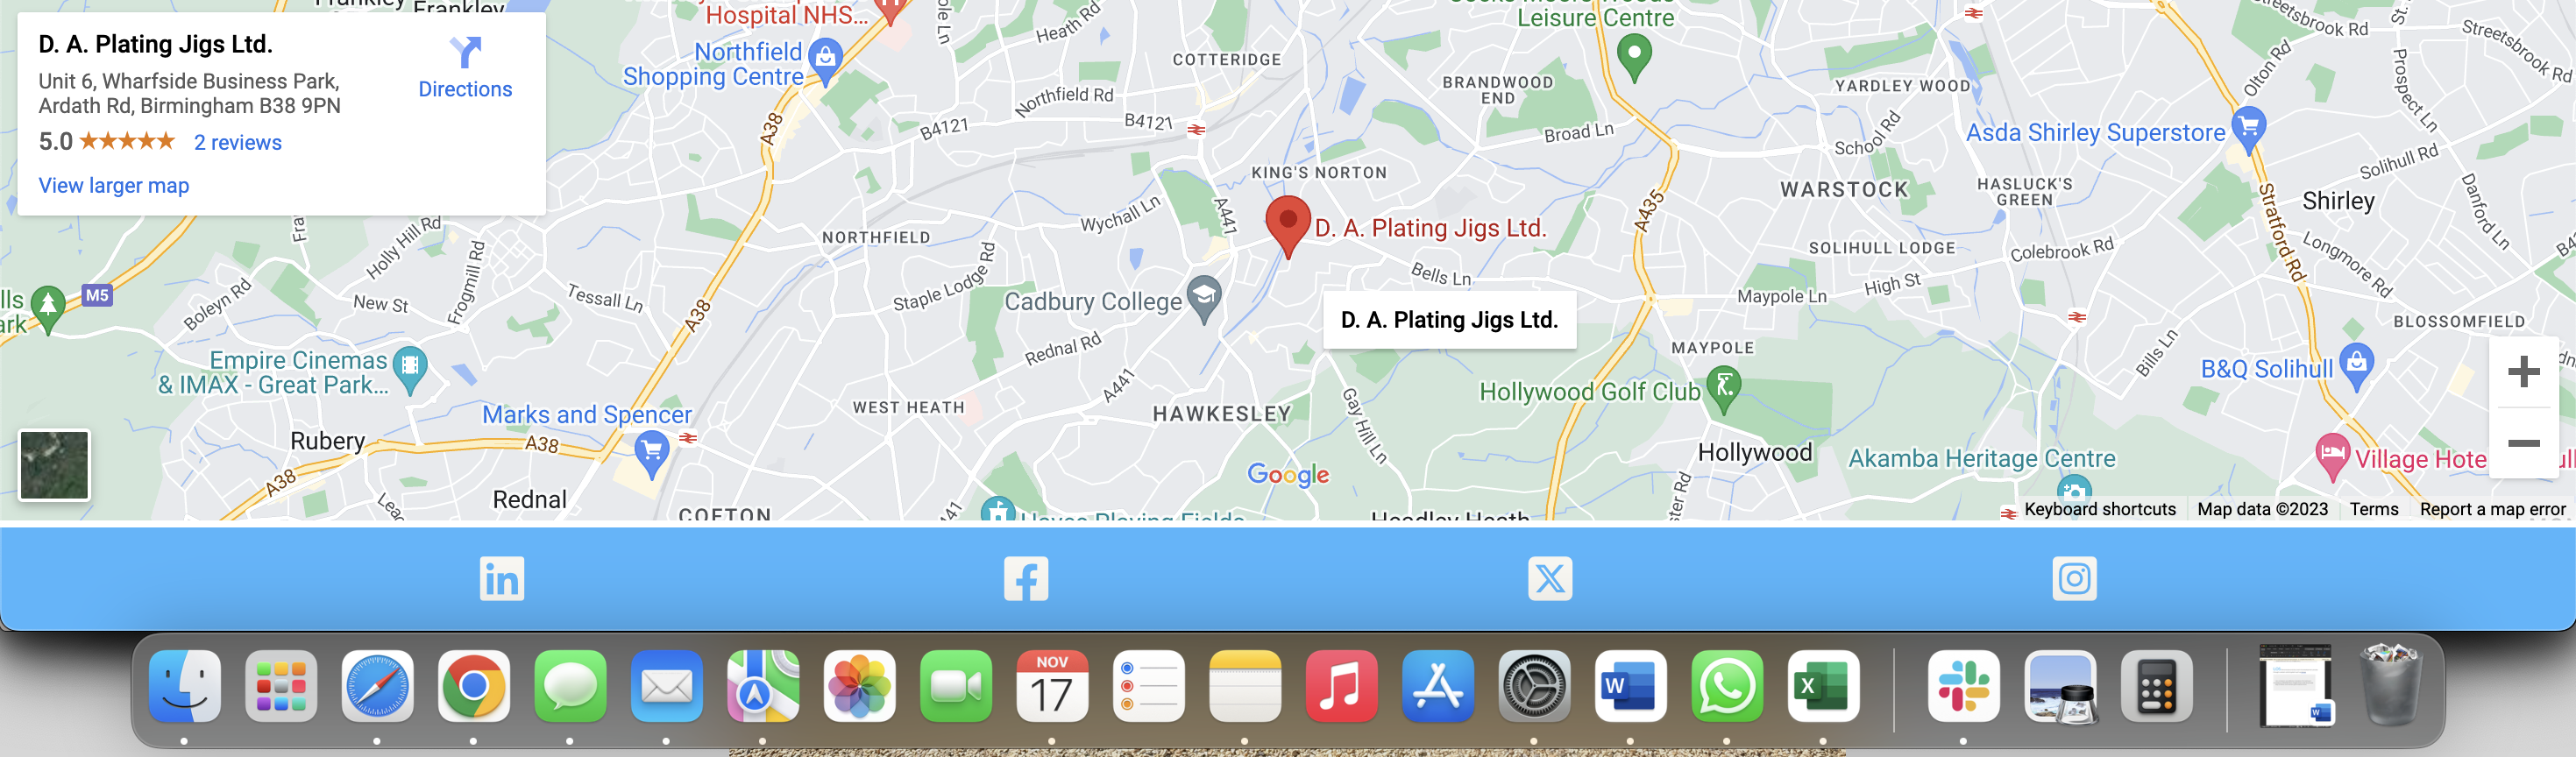 Frankley
Hospital NHS...
Leisure Centre
D. A. Plating Jigs Ltd.
Unit 6, Wharfside Business Park,
Ardath Rd, Birmingham B38 9PN
5.0
2 reviews
View larger map
Directions
Northfield
Shopping Centre
Heath Rd
COTTERIDGE
Northfield Rd
B4121
B4121
A38
BRANDWOOD
END
Broad Ln
YARDLEY WOOD
School Rd
Streetsbrook Rd
Streetsbrook Rd
Olton Rd
Prospect Ln
Asda Shirley Superstore
Solihull Rd
Danford Ln
KING'S NORTON
Wychall Ln
A441
D. A. Plating Jigs Ltd.
A435
WARSTOCK
HASLUCK'S
GREEN
Stratford Rd
Shirley
Holly Hill Rd
Frogmill Rd
NORTHFIELD
Staple Lodge Rd
Bells Ln
SOLIHULL LODGE
Colebrook Rd
Longmore Rd
M5
Boleyn Rd
New St
Tessall Ln
A38
Cadbury College
Maypole Ln
High St
D. A. Plating Jigs Ltd.
BLOSSOMFIELD
Empire Cinemas
& IMAX - Great Park...
Rednal Rd
A441
MAYPOLE
Bills Ln
B&Q Solihull
Marks and Spencer
WEST HEATH
HAWKESLEY
Gay Hill Ln
Hollywood Golf Club
Rubery
A38
A38
Rednal
COFTON
Google
Hollywood
Akamba Heritage Centre
Village Hote
Hayes Playing Fields
Headley Heath
Keyboard shortcuts
Map data ©2023
Terms
Report a map error
in
f
X
NOV
17
W
X
W